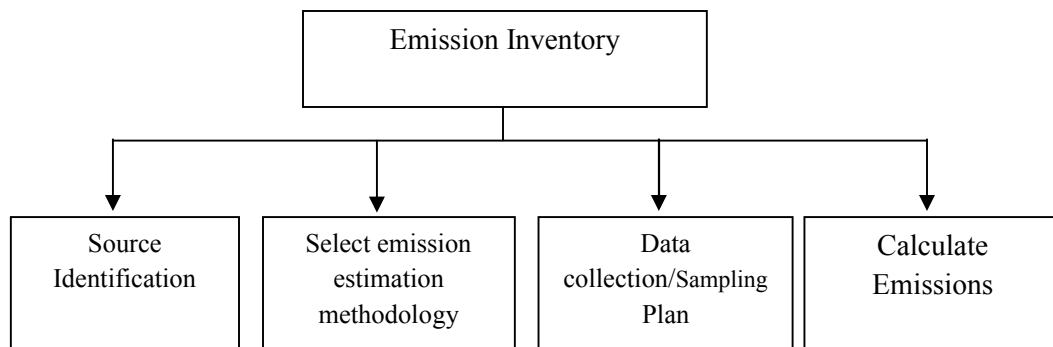 Emission Inventory
Source
Identification
Select emission
estimation
methodology
Data
collection/Sampling
Plan
Calculate
Emissions